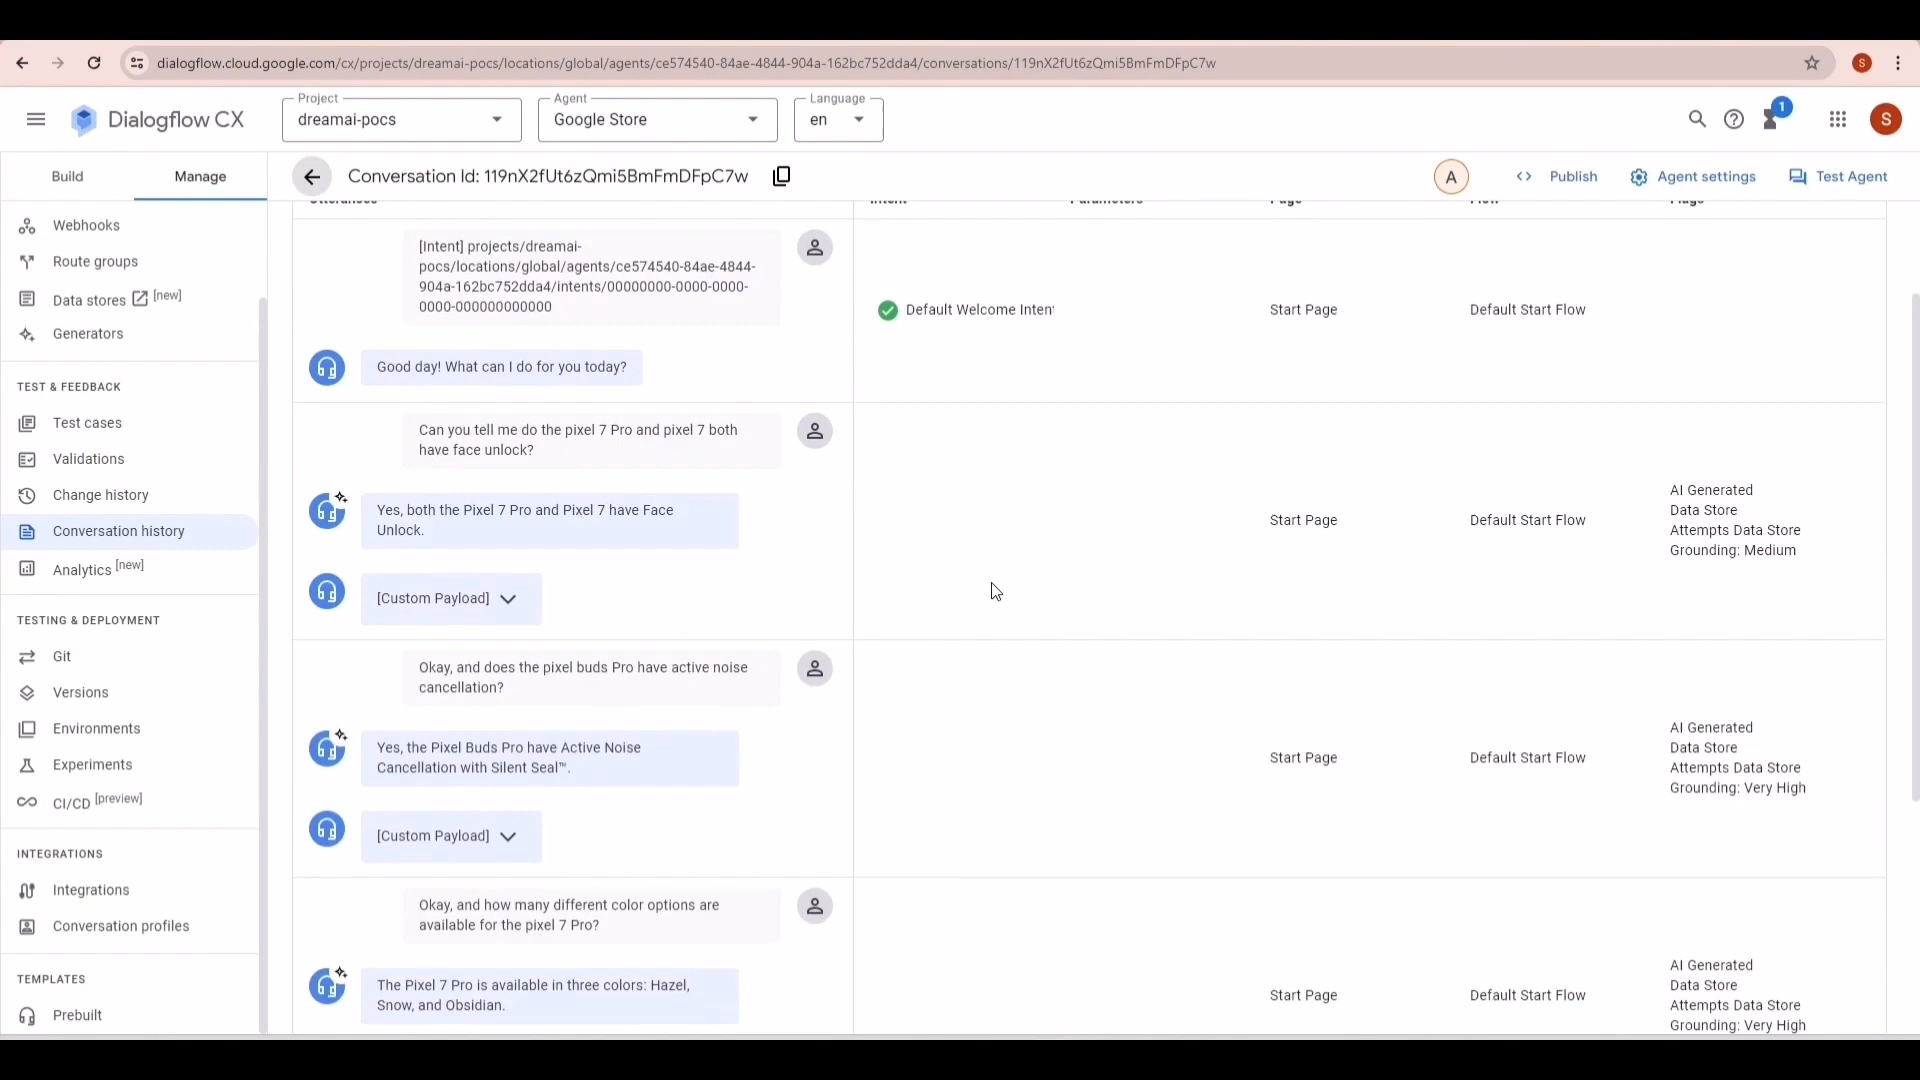 dialogflow.cloud.google.com/cx/projects/dreamai-pocs/locations/global/agents/ce574540-84ae-4844-904a-162bc752dda4/conversations/119nX2fUt6zQmi5BmFmDFpC7w
S
Dialogflow CX
Project
dreamai-pocs
Agent
Google Store
Language
en
1
S
Build
Manage
Conversation Id: 119nX2fUt6zQmi5BmFmDFpC7w
A
Publish
Agent settings
Test Agent
Webhooks
Route groups
Data stores [new]
Generators
TEST & FEEDBACK
Test cases
Validations
Change history
Conversation history
Analytics [new]
TESTING & DEPLOYMENT
Git
Versions
Environments
Experiments
CI/CD [preview]
INTEGRATIONS
Integrations
Conversation profiles
TEMPLATES
Prebuilt
Utterances
Intent
Parameters
Page
Flow
Flags
[Intent] projects/dreamai-
pocs/locations/global/agents/ce574540-84ae-4844-
904a-162bc752dda4/intents/00000000-0000-0000-
0000-000000000000
Default Welcome Inten
Start Page
Default Start Flow
Good day! What can I do for you today?
Can you tell me do the pixel 7 Pro and pixel 7 both
have face unlock?
Yes, both the Pixel 7 Pro and Pixel 7 have Face
Unlock.
[Custom Payload]
Start Page
Default Start Flow
AI Generated
Data Store
Attempts Data Store
Grounding: Medium
Okay, and does the pixel buds Pro have active noise
cancellation?
Yes, the Pixel Buds Pro have Active Noise
Cancellation with Silent Seal™.
[Custom Payload]
Start Page
Default Start Flow
AI Generated
Data Store
Attempts Data Store
Grounding: Very High
Okay, and how many different color options are
available for the pixel 7 Pro?
The Pixel 7 Pro is available in three colors: Hazel,
Snow, and Obsidian.
Start Page
Default Start Flow
AI Generated
Data Store
Attempts Data Store
Grounding: Very High